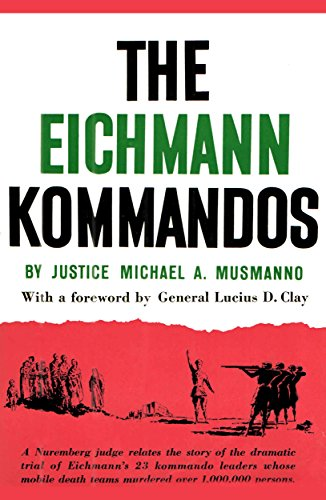 THE
EICHMANN
KOMMANDOS
BY JUSTICE MICHAEL A. MUSMANNO
With a foreword by General Lucius D. Clay
A Nuremberg judge relates the story of the dramatic
trial of Eichmann's 23 kommando leaders whose
mobile death teams murdered over 1,000,000 persons.